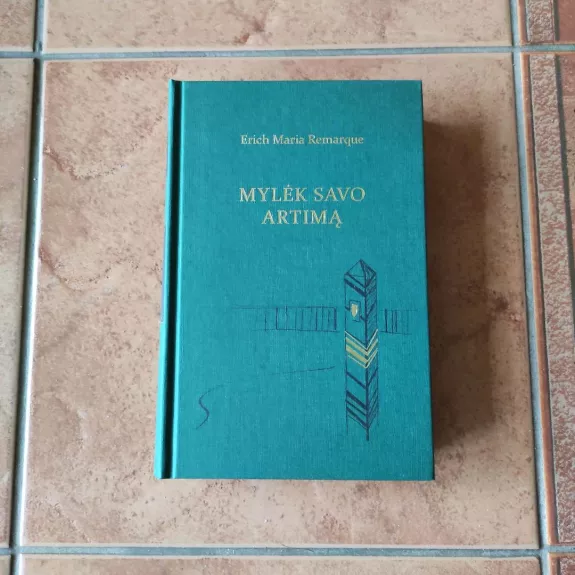 Erich Maria Remarque
MYLĖK SAVO
ARTIMĄ